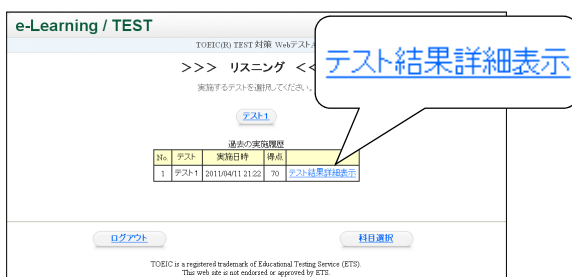 e-Learning / TEST
TOEIC(R) TEST 対策 Webテスト
>>> リスニング <<
実施するテストを選択してください。
テスト1
過去の実施履歴
No. テスト 実施日時 得点
1 テスト1 2011/04/11 21:22 70 テスト結果詳細表示
テスト結果詳細表示
ログアウト 科目選択
TOEIC is a registered trademark of Educational Testing Service (ETS).
This web site is not endorsed or approved by ETS.